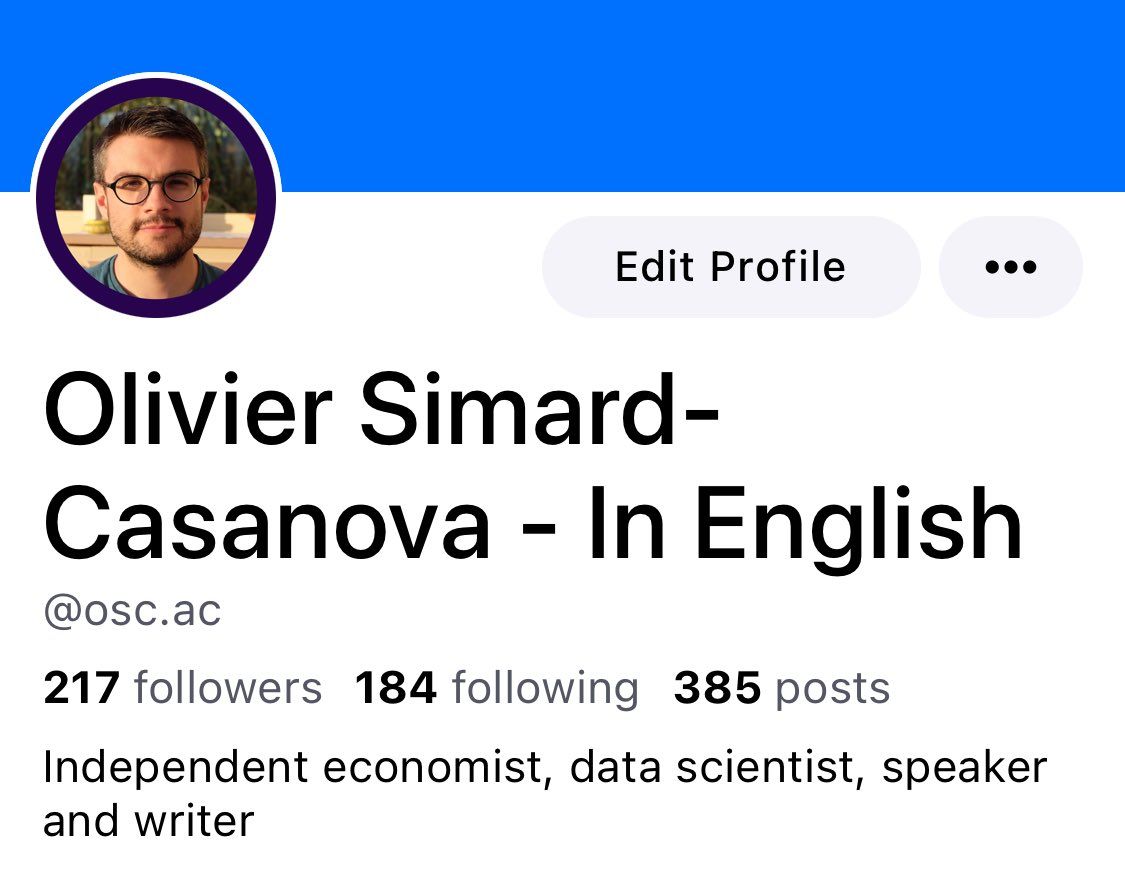 Edit Profile
Olivier Simard-
Casanova - In English
@osc.ac
217 followers 184 following 385 posts
Independent economist, data scientist, speaker
and writer